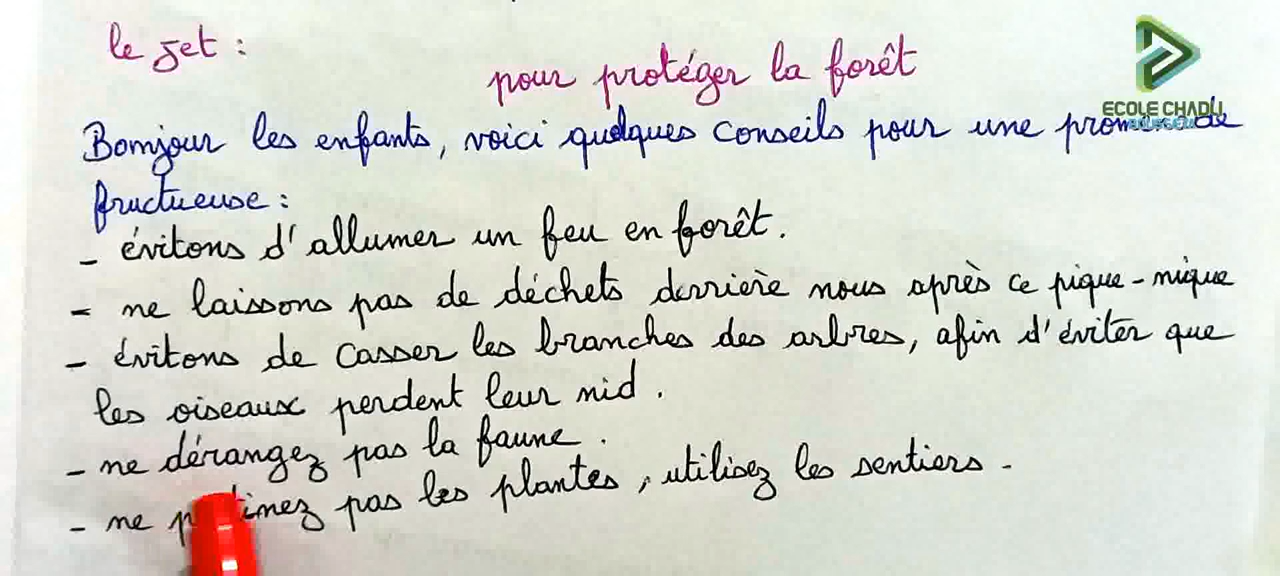 le jet :
pour protéger la forêt
ECOLE CHADLI
Bomjour les enfants, voici quelques conseils pour une
fructueuse :
- évitons d'allumer un feu en forêt.
- ne laissons pas de déchets derrière nous après ce pique-nique
- évitons de casser les branches des arbres, afin d'éviter que
les oiseaux perdent leur nid.
- ne dérangez pas la faune.
- ne pas les plantes, utilisez les sentiers -